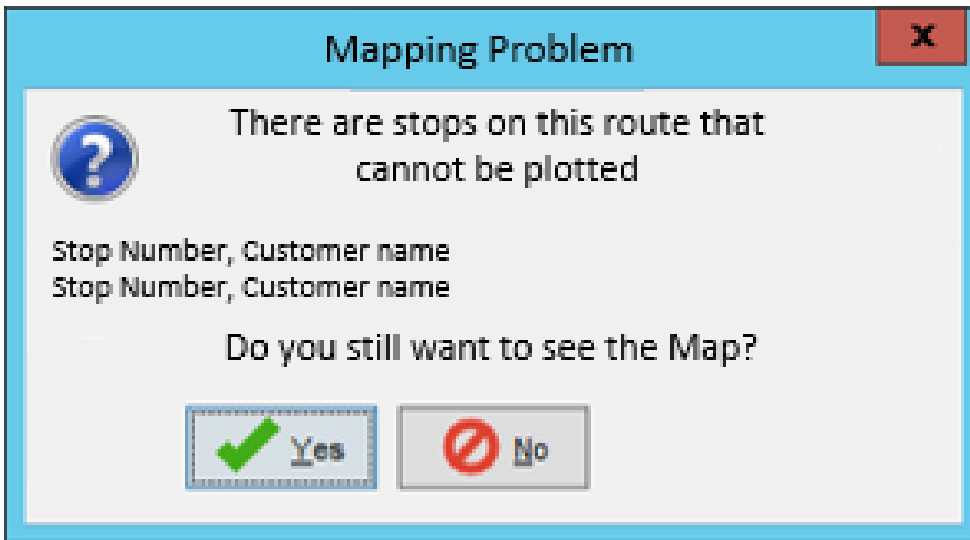 Mapping Problem
x
There are stops on this route that
cannot be plotted
Stop Number, Customer name
Stop Number, Customer name
Do you still want to see the Map?
Yes
No